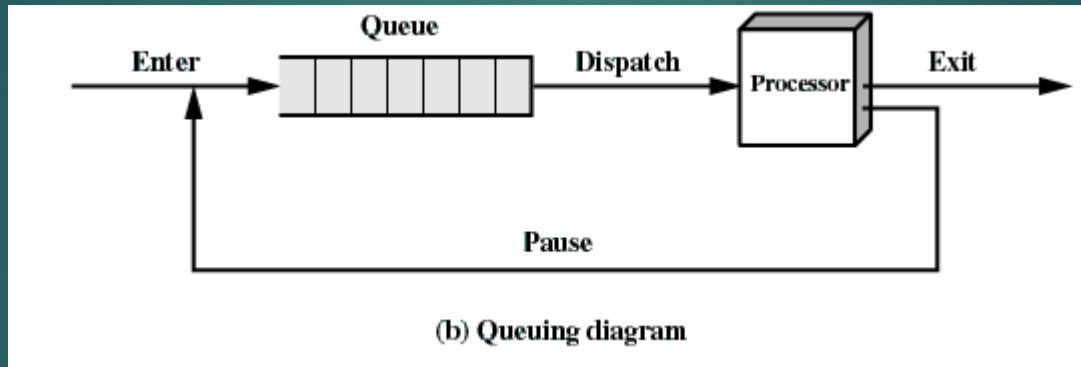 Queue
Enter
Dispatch
Processor
Exit
Pause
(b) Queuing diagram